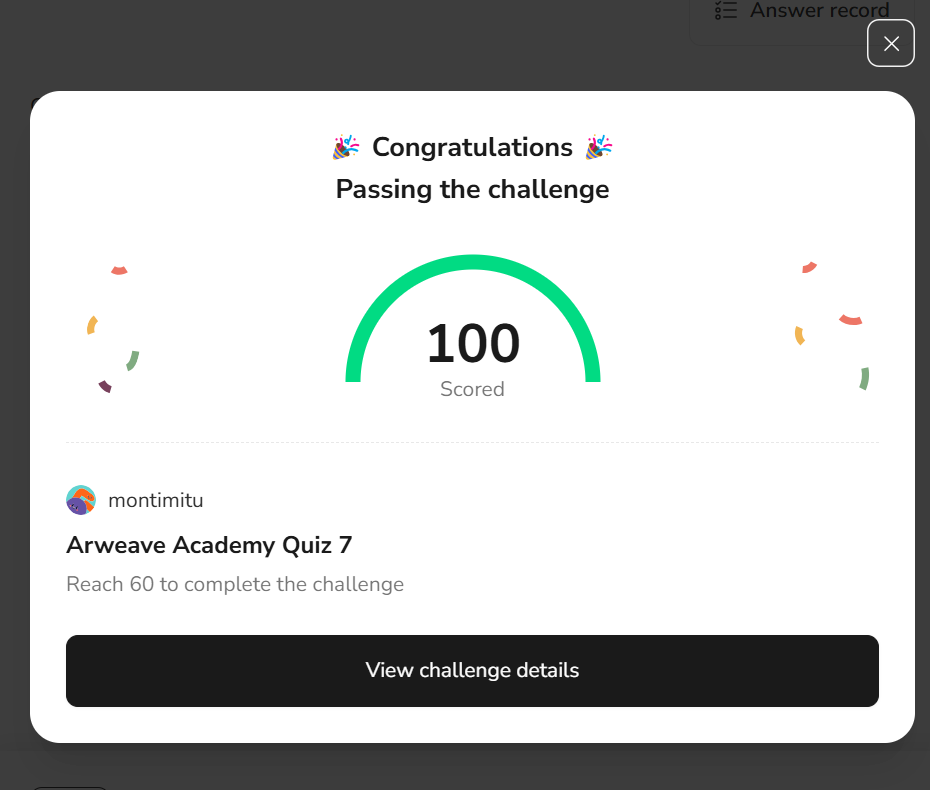 Answer record
Congratulations
Passing the challenge
100
Scored
montimitu
Arweave Academy Quiz 7
Reach 60 to complete the challenge
View challenge details